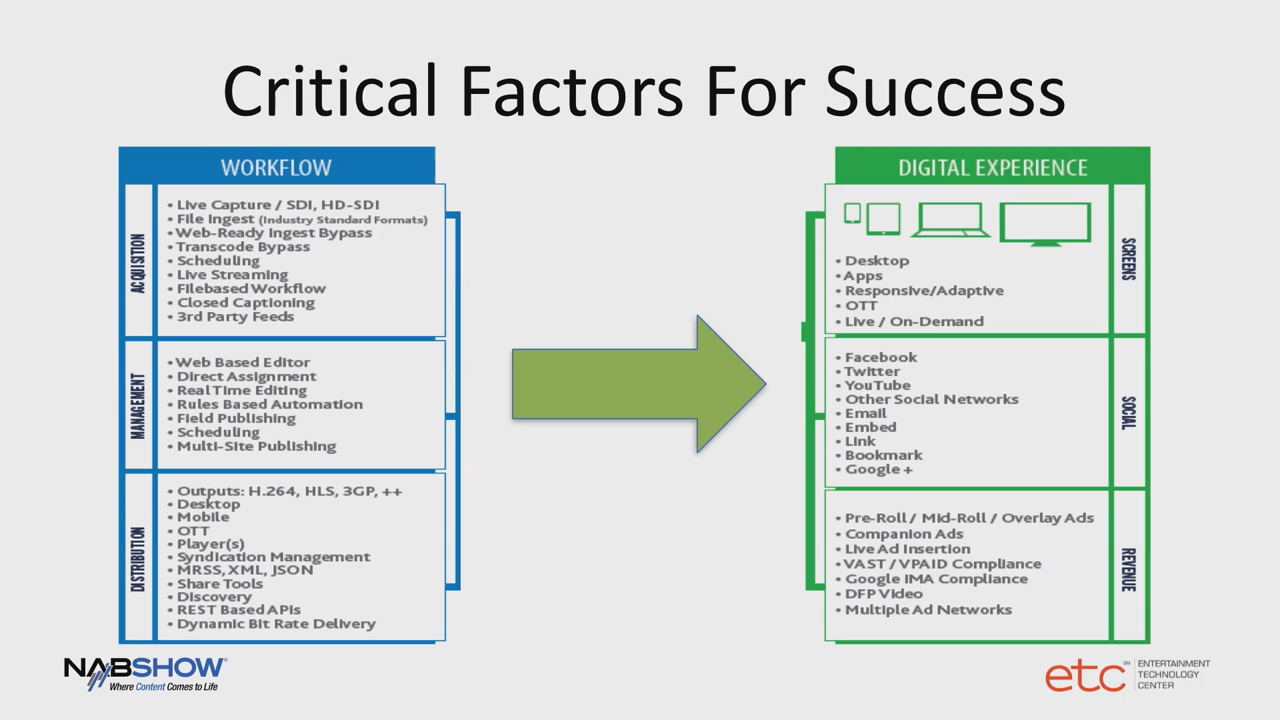 Critical Factors For Success
WORKFLOW
ACQUISITION
• Live Capture / SDI, HD-SDI
• File Ingest (Industry Standard Formats)
• Web-Ready Ingest Bypass
• Transcode Bypass
• Scheduling
• Live Streaming
• Filebased Workflow
• Closed Captioning
• 3rd Party Feeds
MANAGEMENT
• Web Based Editor
• Direct Assignment
• Real Time Editing
• Rules Based Automation
• Field Publishing
• Scheduling
• Multi-Site Publishing
DISTRIBUTION
• Outputs: H.264, HLS, 3GP, ++
• Desktop
• Mobile
• OTT
• Player(s)
• Syndication Management
• MRSS, XML, JSON
• Share Tools
• Discovery
• REST Based APIs
• Dynamic Bit Rate Delivery
DIGITAL EXPERIENCE
SCREENS
• Desktop
• Apps
• Responsive/Adaptive
• OTT
• Live / On-Demand
SOCIAL
• Facebook
• Twitter
• YouTube
• Other Social Networks
• Email
• Embed
• Link
• Bookmark
• Google +
REVENUE
• Pre-Roll / Mid-Roll / Overlay Ads
• Companion Ads
• Live Ad Insertion
• VAST / VPAID Compliance
• Google IMA Compliance
• DFP Video
• Multiple Ad Networks
NABSHOW®
Where Content Comes to Life
etc℠
ENTERTAINMENT
TECHNOLOGY
CENTER